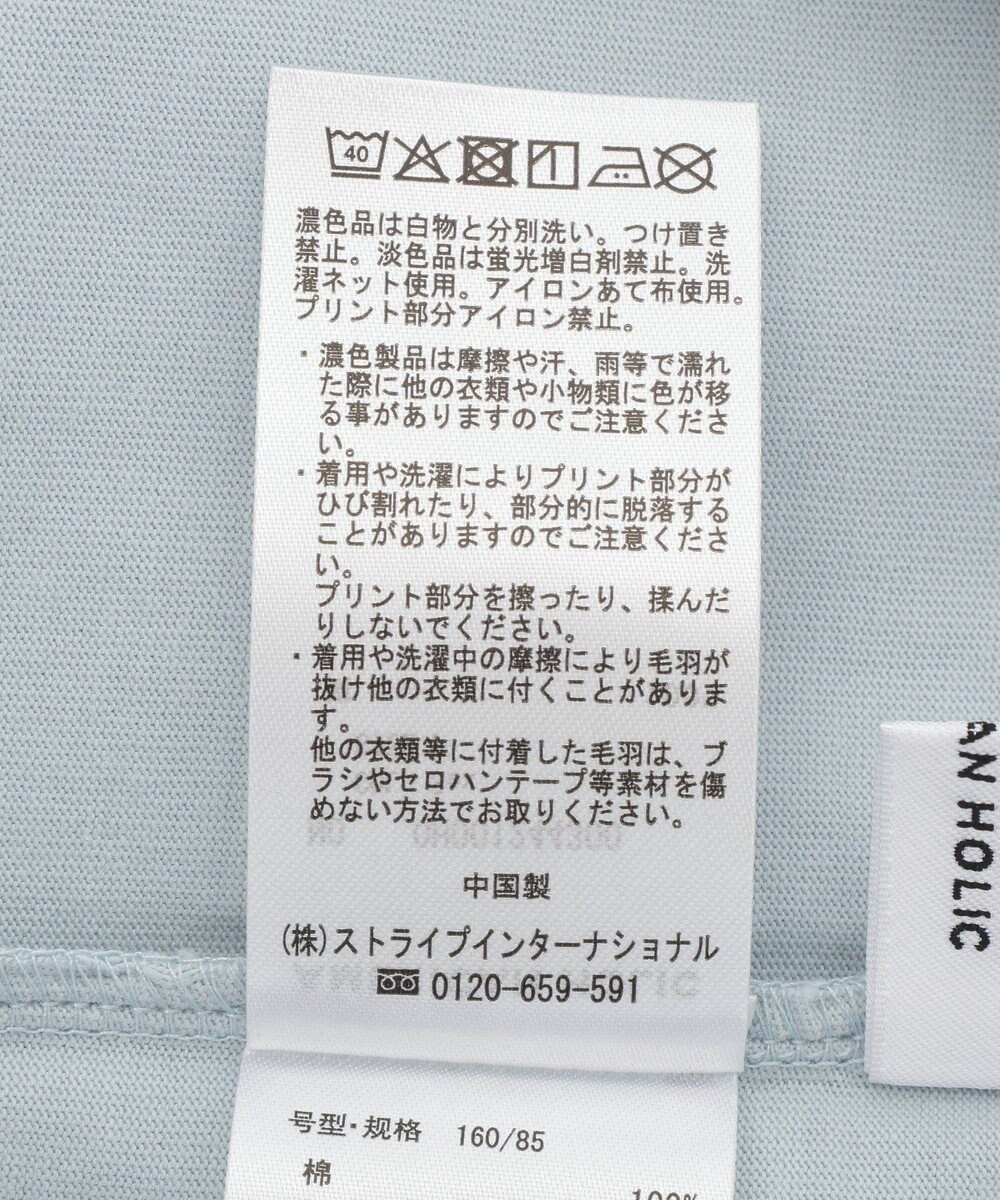 40
濃色品は白物と分別洗い。つけ置き
禁止。淡色品は蛍光増白剤禁止。洗
濯ネット使用。アイロンあて布使用。
プリント部分アイロン禁止。
・濃色製品は摩擦や汗、雨等で濡れ
た際に他の衣類や小物類に色が移
る事がありますのでご注意くださ
い。
・着用や洗濯によりプリント部分が
ひび割れたり、部分的に脱落する
ことがありますのでご注意くださ
い。
プリント部分を擦ったり、揉んだ
りしないでください。
・着用や洗濯中の摩擦により毛羽が
抜け他の衣類に付くことがありま
す。
他の衣類等に付着した毛羽は、ブ
ラシやセロハンテープ等素材を傷
めない方法でお取りください。
中国製
(株)ストライプインターナショナル
0120-659-591
号型・规格 160/85
棉
100%
AN HOLIC